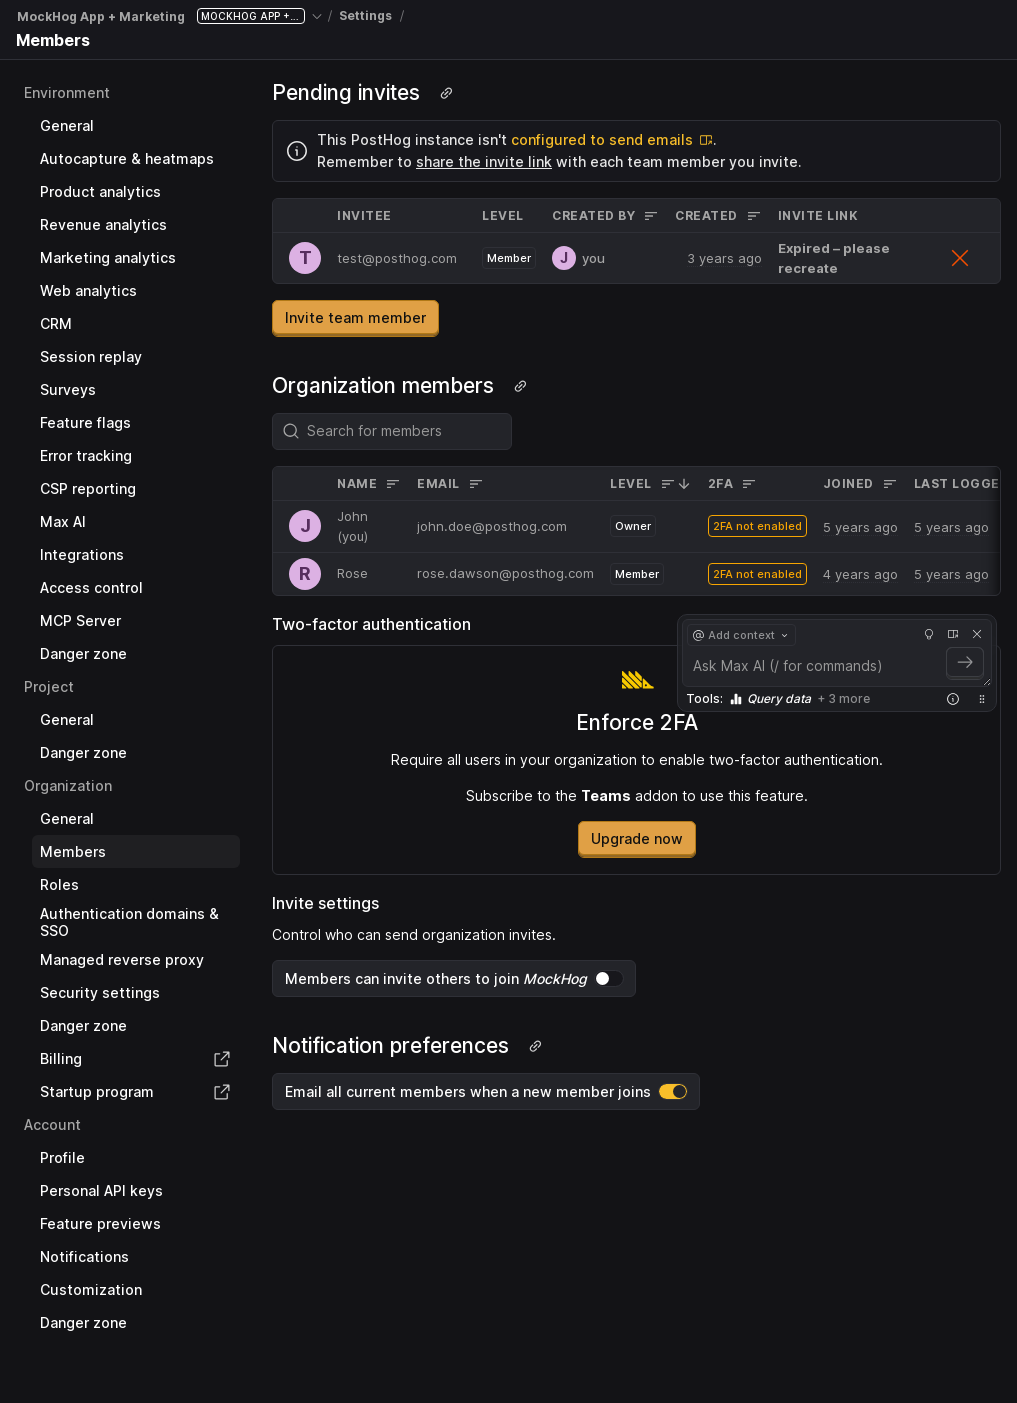 MockHog App + Marketing
MOCKHOG APP +...
/
Settings
/
Members
Environment
General
Autocapture & heatmaps
Product analytics
Revenue analytics
Marketing analytics
Web analytics
CRM
Session replay
Surveys
Feature flags
Error tracking
CSP reporting
Max AI
Integrations
Access control
MCP Server
Danger zone
Project
General
Danger zone
Organization
General
Members
Roles
Authentication domains &
SSO
Managed reverse proxy
Security settings
Danger zone
Billing
Startup program
Account
Profile
Personal API keys
Feature previews
Notifications
Customization
Danger zone
Pending invites
This PostHog instance isn't configured to send emails .
Remember to share the invite link with each team member you invite.
INVITEE LEVEL CREATED BY CREATED INVITE LINK
T test@posthog.com Member J you 3 years ago Expired – please
recreate
Invite team member
Organization members
Search for members
NAME EMAIL LEVEL 2FA JOINED LAST LOGGE
J John
(you)
john.doe@posthog.com Owner 2FA not enabled 5 years ago 5 years ago
R Rose rose.dawson@posthog.com Member 2FA not enabled 4 years ago 5 years ago
Two-factor authentication
@ Add context
Ask Max AI (/ for commands)
Tools: Query data + 3 more
Enforce 2FA
Require all users in your organization to enable two-factor authentication.
Subscribe to the Teams addon to use this feature.
Upgrade now
Invite settings
Control who can send organization invites.
Members can invite others to join MockHog
Notification preferences
Email all current members when a new member joins